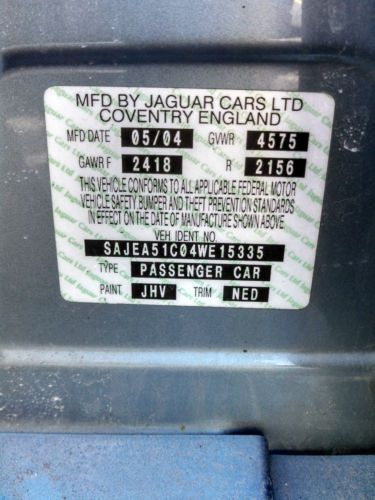 MFD BY JAGUAR CARS LTD
COVENTRY ENGLAND
MFD DATE 05/04 GVWR 4575
GAWR F 2418 R 2156
THIS VEHICLE CONFORMS TO ALL APPLICABLE FEDERAL MOTOR
VEHICLE SAFETY BUMPER AND THEFT PREVENTION STANDARDS
IN EFFECT ON THE DATE OF MANUFACTURE SHOWN ABOVE.
VEH IDENT NO.
SAJEA51C04WE15335
TYPE PASSENGER CAR
PAINT JHV TRIM NED